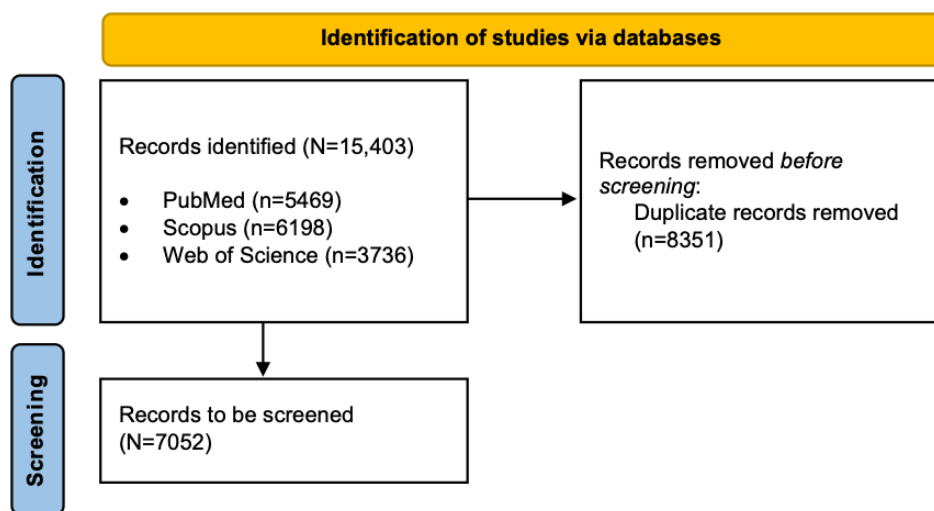 Identification of studies via databases
Identification
Records identified (N=15,403)
• PubMed (n=5469)
• Scopus (n=6198)
• Web of Science (n=3736)
Records removed before
screening:
Duplicate records removed
(n=8351)
Screening
Records to be screened
(N=7052)